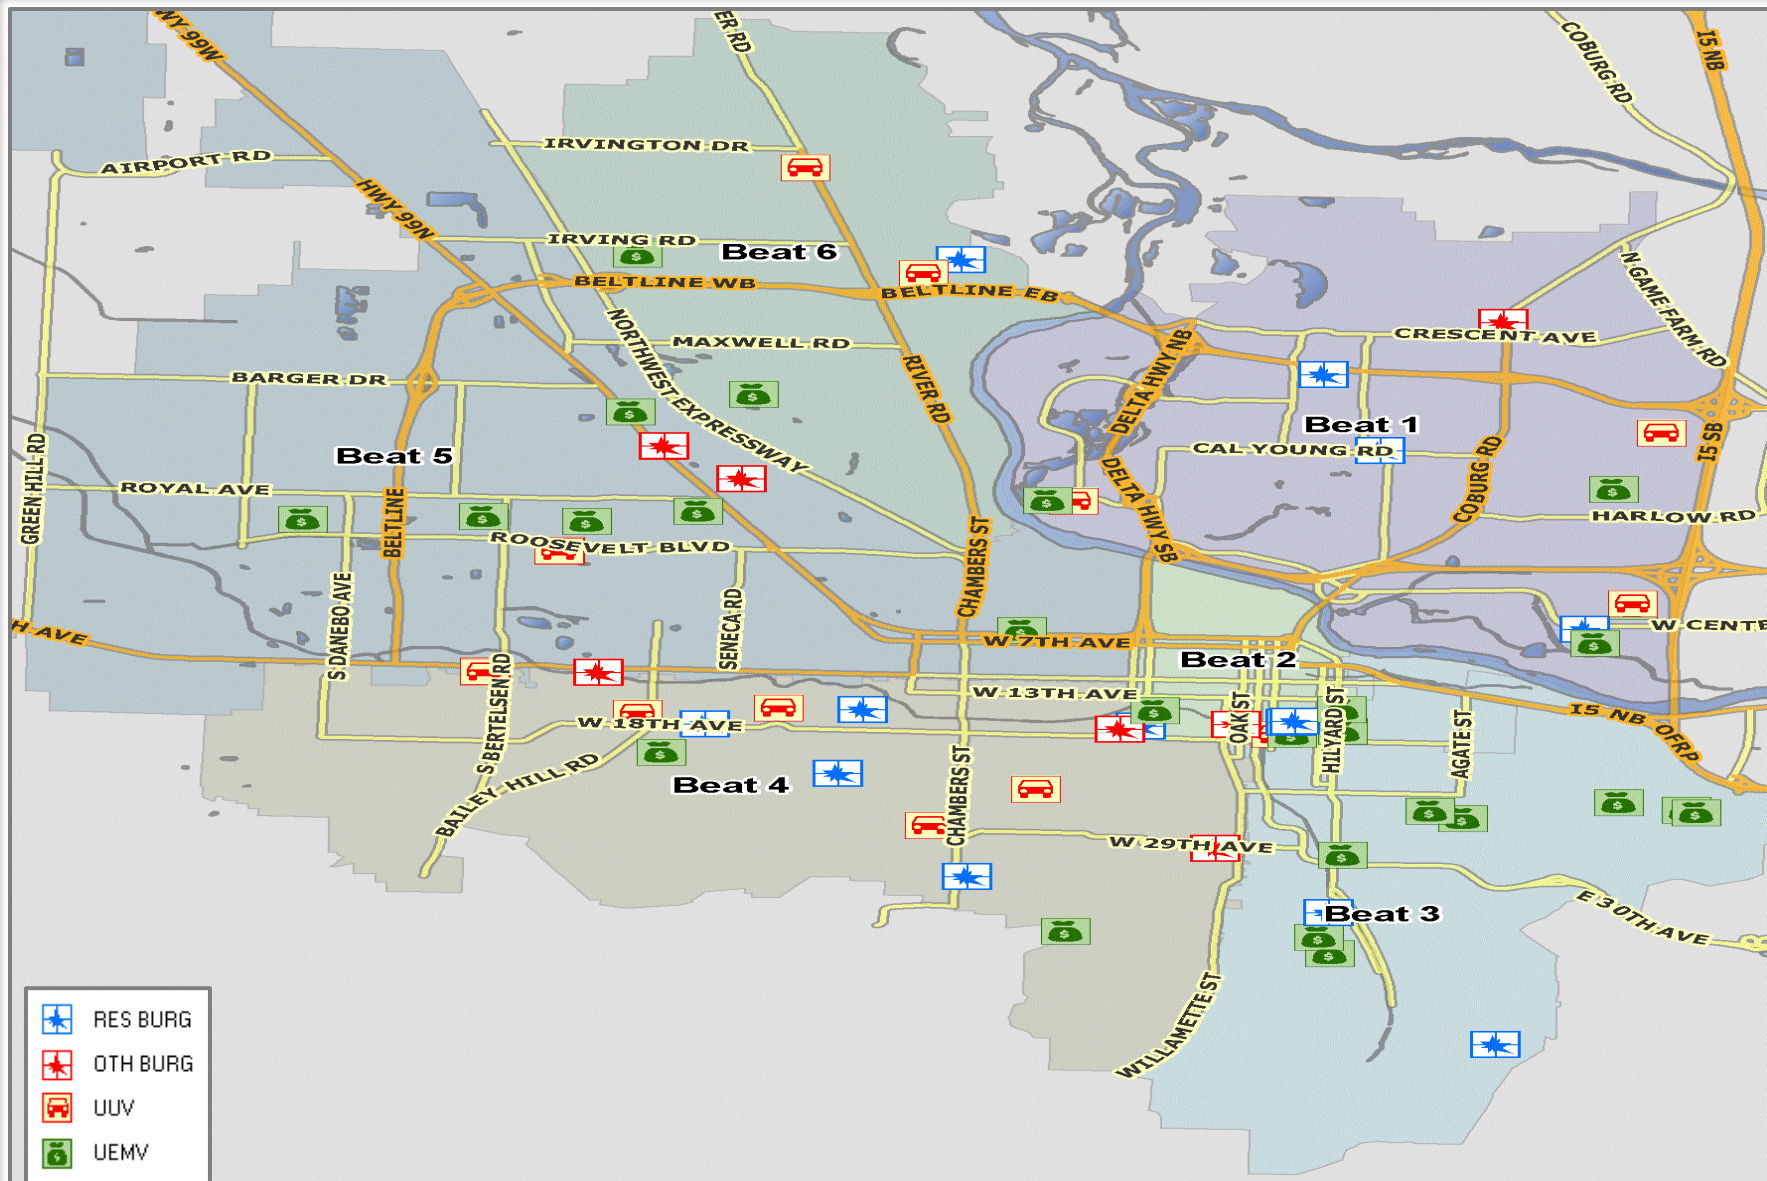 WY 99W
ER RD
COBURG RD
I5 NB
AIRPORT RD
IRVINGTON DR
HWY 99N
IRVING RD
Beat 6
N GAME FARM RD
BELTLINE WB
BELTLINE EB
NORTHWEST EXPRESSWAY
MAXWELL RD
DELTA HWY NB
CRESCENT AVE
BARGER DR
RIVER RD
Beat 1
GREEN HILL RD
Beat 5
CAL YOUNG RD
COBURG RD
I5 SB
ROYAL AVE
BELTLINE
DELTA HWY SB
HARLOW RD
ROOSEVELT BLVD
CHAMBERS ST
S DANEBO AVE
SENECA RD
H AVE
W 7TH AVE
W CENTE
Beat 2
S BERTELSEN RD
W 13TH AVE
OAK ST
HILYARD ST
I5 NB
OFRP
W 18TH AVE
AGATE ST
BAILEY HILL RD
Beat 4
CHAMBERS ST
W 29TH AVE
Beat 3
E 30TH AVE
WILLAMETTE ST
RES BURG
OTH BURG
UUV
UEMV